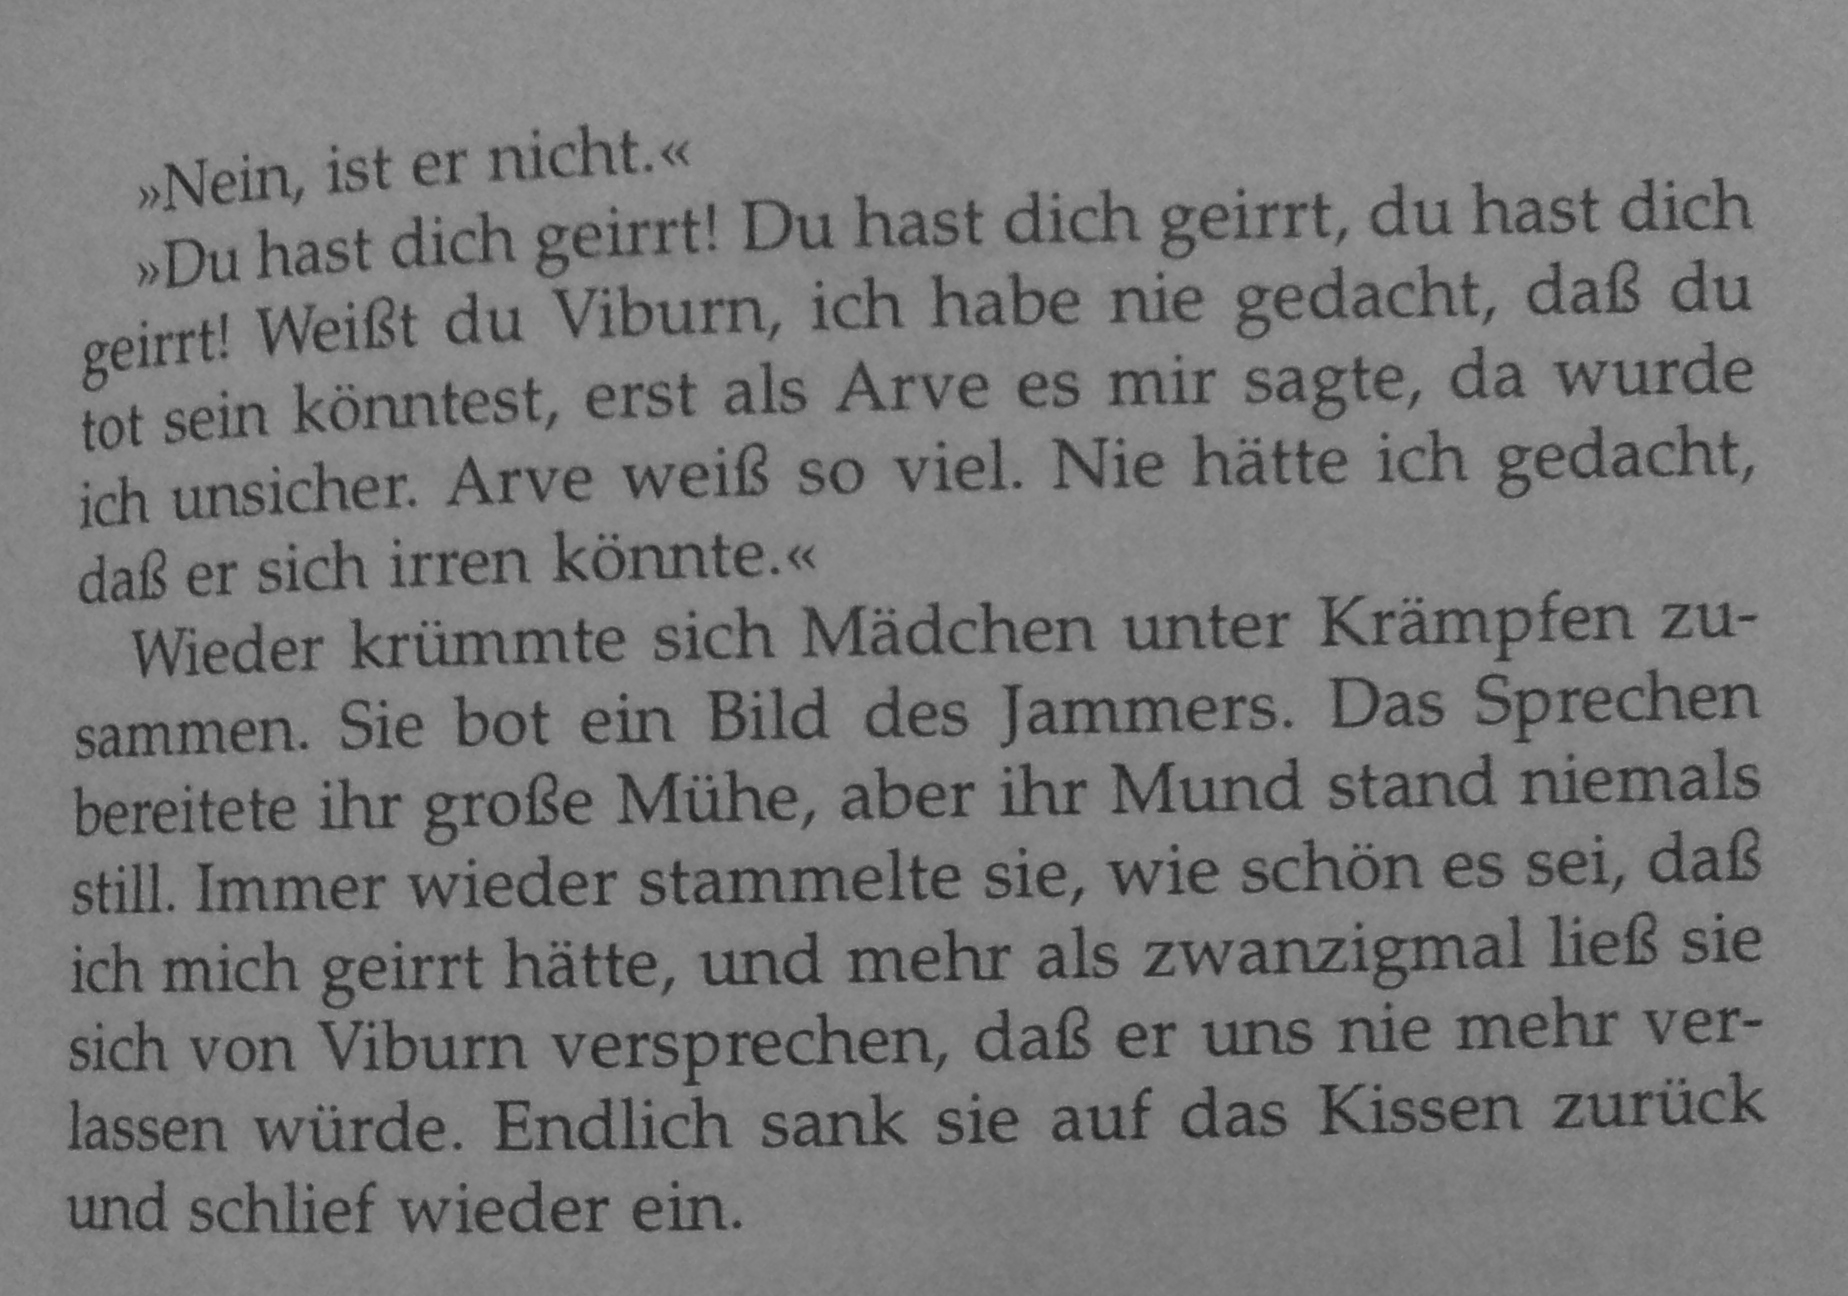 »Nein, ist er nicht.«
»Du hast dich geirrt! Du hast dich geirrt, du hast dich
geirrt! Weißt du Viburn, ich habe nie gedacht, daß du
tot sein könntest, erst als Arve es mir sagte, da wurde
ich unsicher. Arve weiß so viel. Nie hätte ich gedacht,
daß er sich irren könnte.«
Wieder krümmte sich Mädchen unter Krämpfen zu-
sammen. Sie bot ein Bild des Jammers. Das Sprechen
bereitete ihr große Mühe, aber ihr Mund stand niemals
still. Immer wieder stammelte sie, wie schön es sei, daß
ich mich geirrt hätte, und mehr als zwanzigmal ließ sie
sich von Viburn versprechen, daß er uns nie mehr ver-
lassen würde. Endlich sank sie auf das Kissen zurück
und schlief wieder ein.